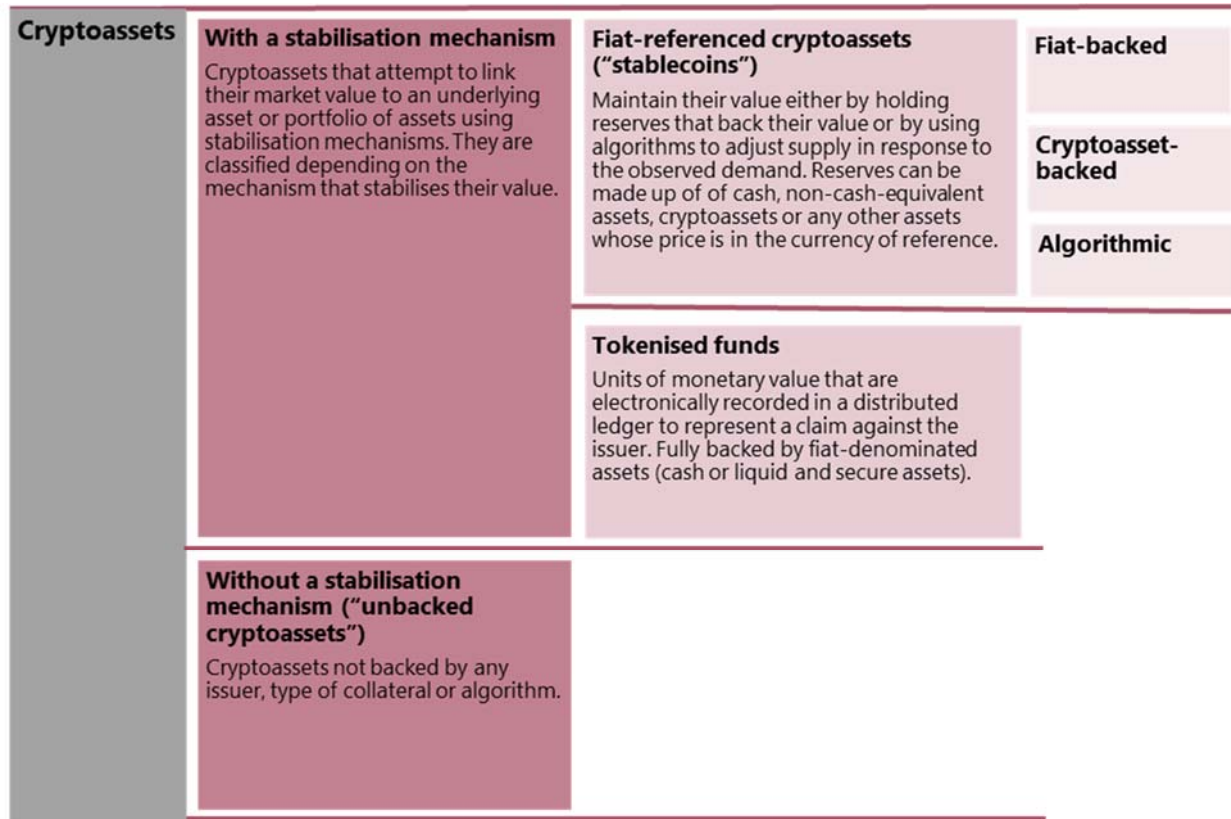 Cryptoassets
With a stabilisation mechanism
Cryptoassets that attempt to link
their market value to an underlying
asset or portfolio of assets using
stabilisation mechanisms. They are
classified depending on the
mechanism that stabilises their value.
Fiat-referenced cryptoassets
(“stablecoins”)
Maintain their value either by holding
reserves that back their value or by using
algorithms to adjust supply in response to
the observed demand. Reserves can be
made up of of cash, non-cash-equivalent
assets, cryptoassets or any other assets
whose price is in the currency of reference.
Fiat-backed
Cryptoasset-
backed
Algorithmic
Tokenised funds
Units of monetary value that are
electronically recorded in a distributed
ledger to represent a claim against the
issuer. Fully backed by fiat-denominated
assets (cash or liquid and secure assets).
Without a stabilisation
mechanism (“unbacked
cryptoassets”)
Cryptoassets not backed by any
issuer, type of collateral or algorithm.